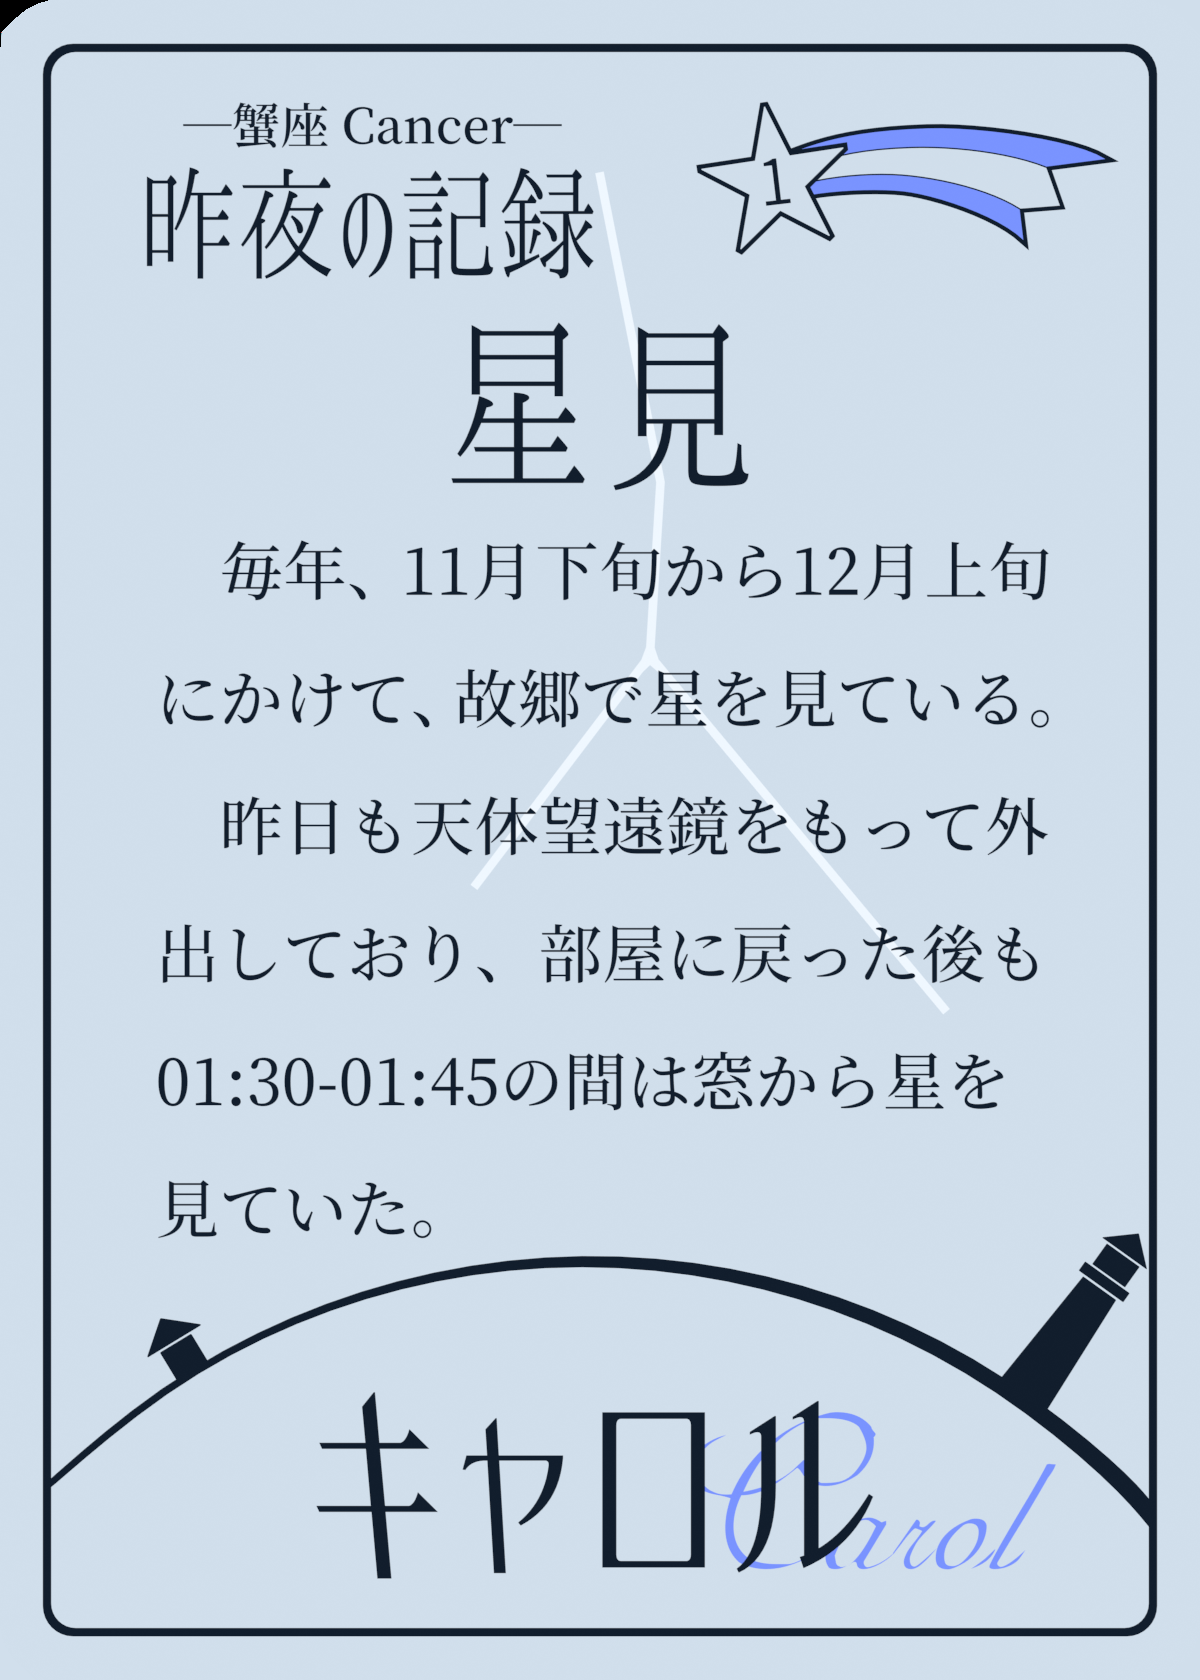 —蟹座 Cancer—
昨夜の記録
1
星見
毎年、11月下旬から12月上旬
にかけて、故郷で星を見ている。
昨日も天体望遠鏡をもって外
出しており、部屋に戻った後も
01:30-01:45の間は窓から星を
見ていた。
キャロル
Carol